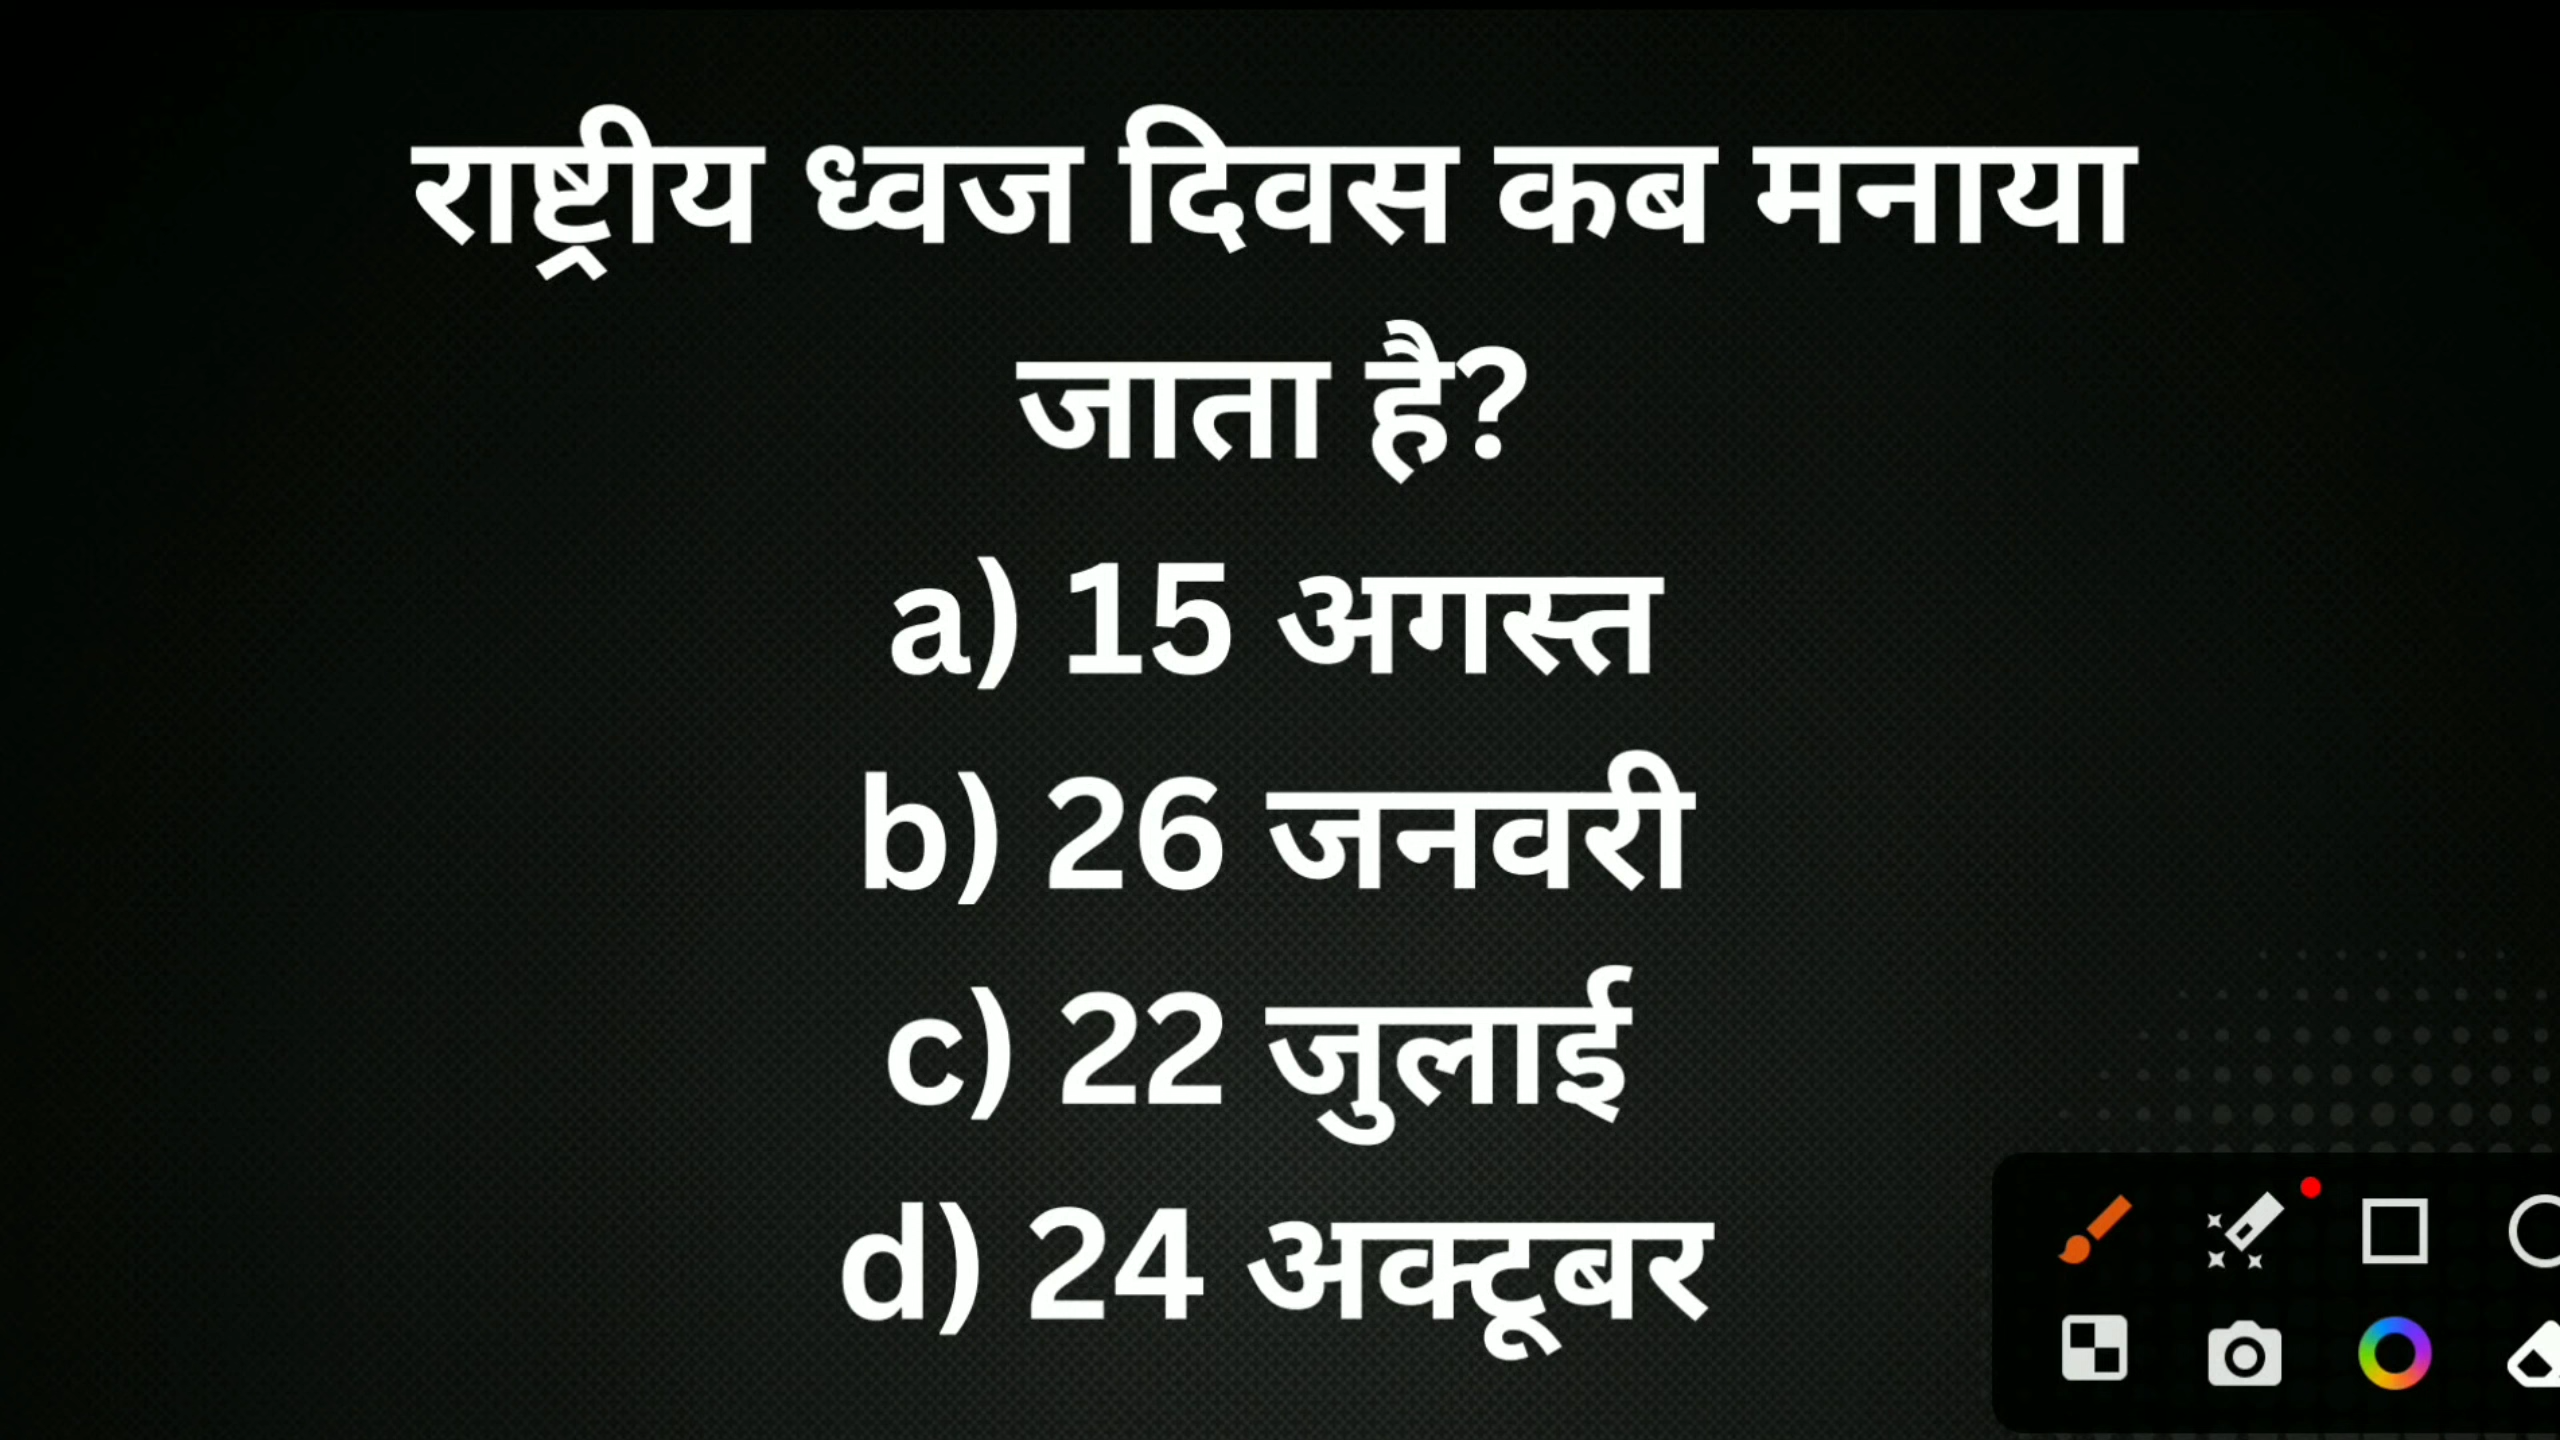 राष्ट्रीय ध्वज दिवस कब मनाया
जाता है?
a) 15 अगस्त
b) 26 जनवरी
c) 22 जुलाई
d) 24 अक्टूबर